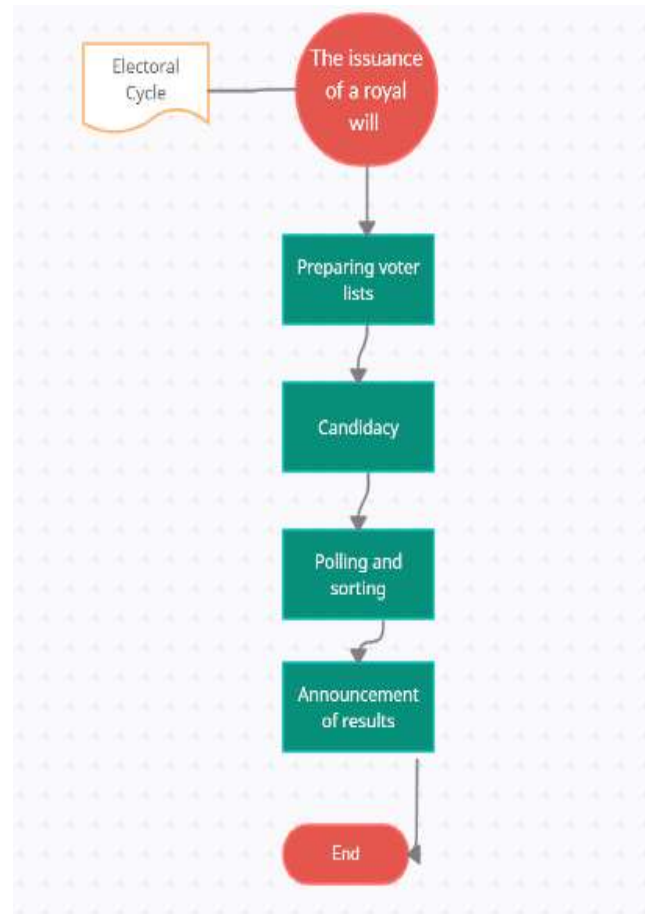 Electoral
Cycle
The issuance
of a royal
will
Preparing voter
lists
Candidacy
Polling and
sorting
Announcement
of results
End